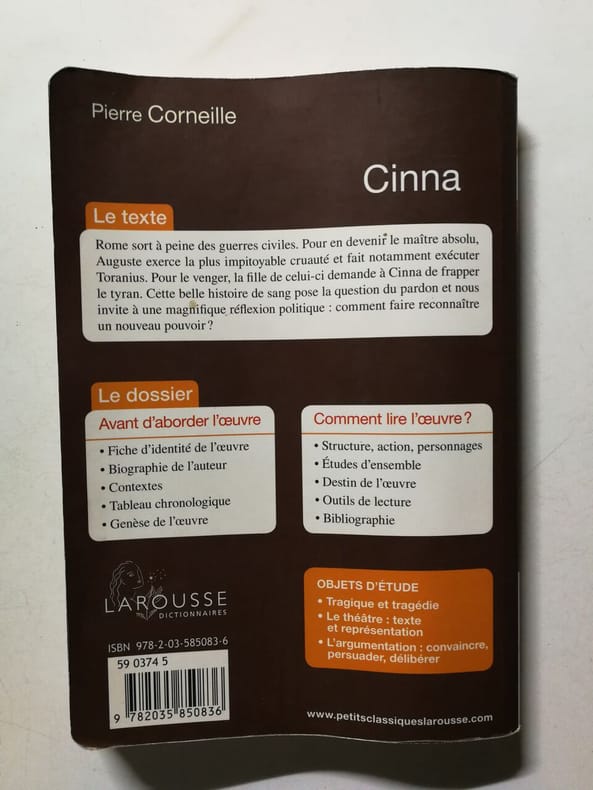 Pierre Corneille
Cinna
Le texte
Rome sort à peine des guerres civiles. Pour en devenir le maître absolu,
Auguste exerce la plus impitoyable cruauté et fait notamment exécuter
Toranius. Pour le venger, la fille de celui-ci demande à Cinna de frapper
le tyran. Cette belle histoire de sang pose la question du pardon et nous
invite à une magnifique réflexion politique : comment faire reconnaître
un nouveau pouvoir ?
Le dossier
Avant d'aborder l'œuvre
• Fiche d'identité de l'œuvre
• Biographie de l'auteur
• Contextes
• Tableau chronologique
• Genèse de l'œuvre
Comment lire l'œuvre ?
• Structure, action, personnages
• Études d'ensemble
• Destin de l'œuvre
• Outils de lecture
• Bibliographie
LAROUSSE
DICTIONNAIRES
OBJETS D'ÉTUDE
• Tragique et tragédie
• Le théâtre : texte
et représentation
• L'argumentation : convaincre,
persuader, délibérer
ISBN 978-2-03-585083-6
59 0374 5
9 782035 850836
www.petitsclassiqueslarousse.com